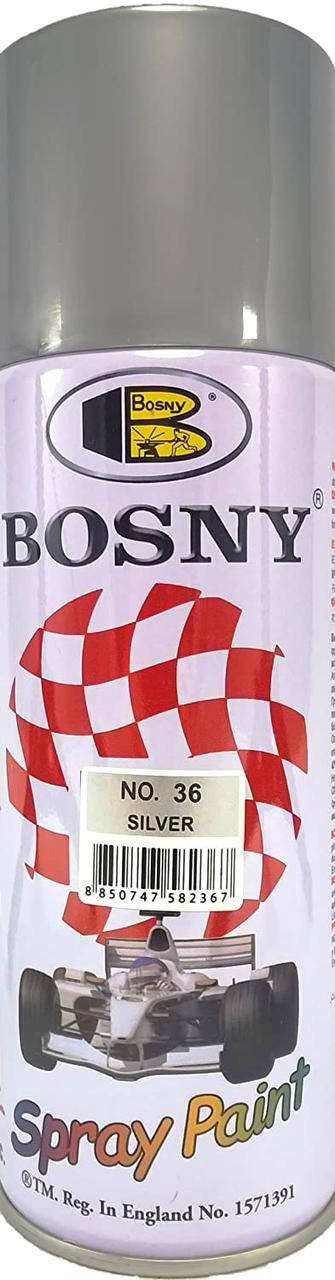 BOSNY ®
BOSNY ®
NO. 36
SILVER
8 850747 582367
Spray Paint
®TM. Reg. In England No. 1571391